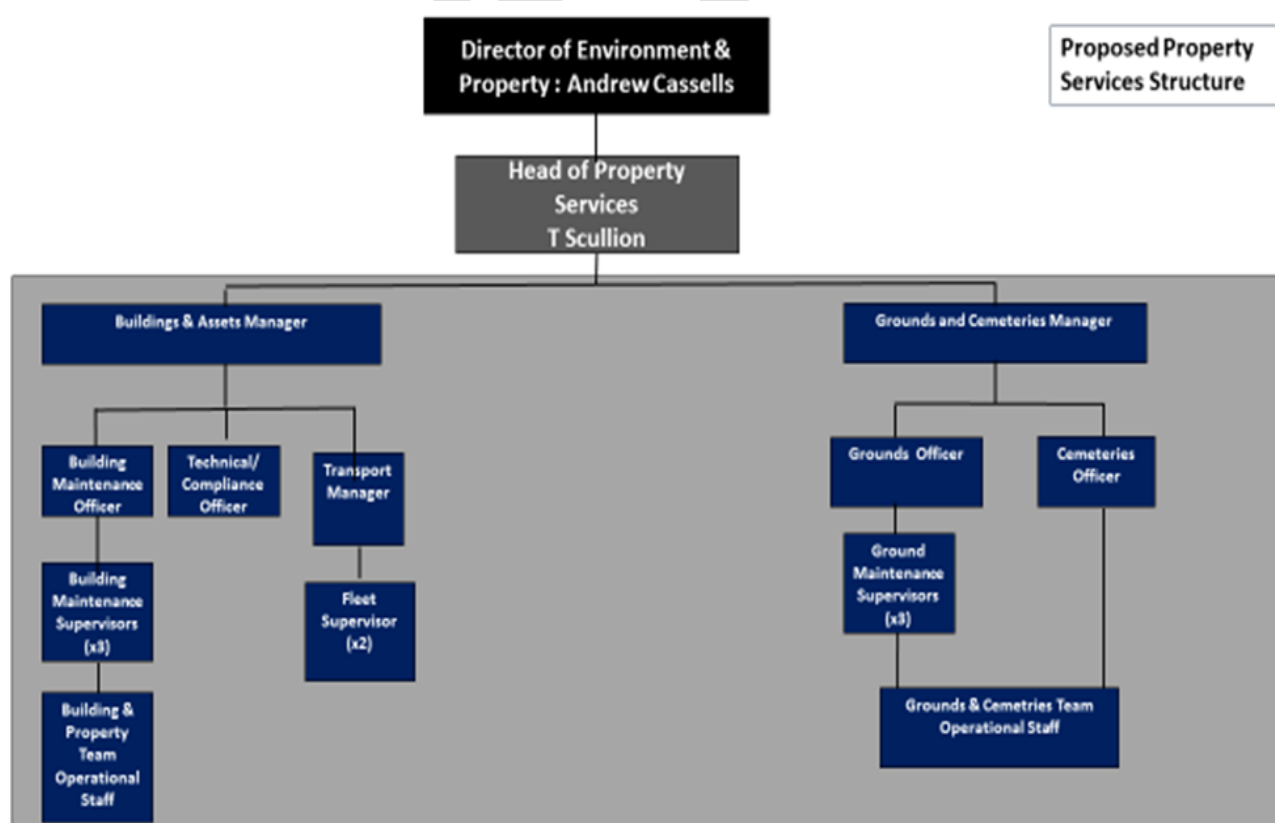 Director of Environment &
Property : Andrew Cassells
Proposed Property
Services Structure
Head of Property
Services
T Scullion
Buildings & Assets Manager
Grounds and Cemeteries Manager
Building
Maintenance
Officer
Technical/
Compliance
Officer
Transport
Manager
Grounds Officer
Cemeteries
Officer
Building
Maintenance
Supervisors
(x3)
Fleet
Supervisor
(x2)
Ground
Maintenance
Supervisors
(x3)
Building &
Property
Team
Operational
Staff
Grounds & Cemetries Team
Operational Staff